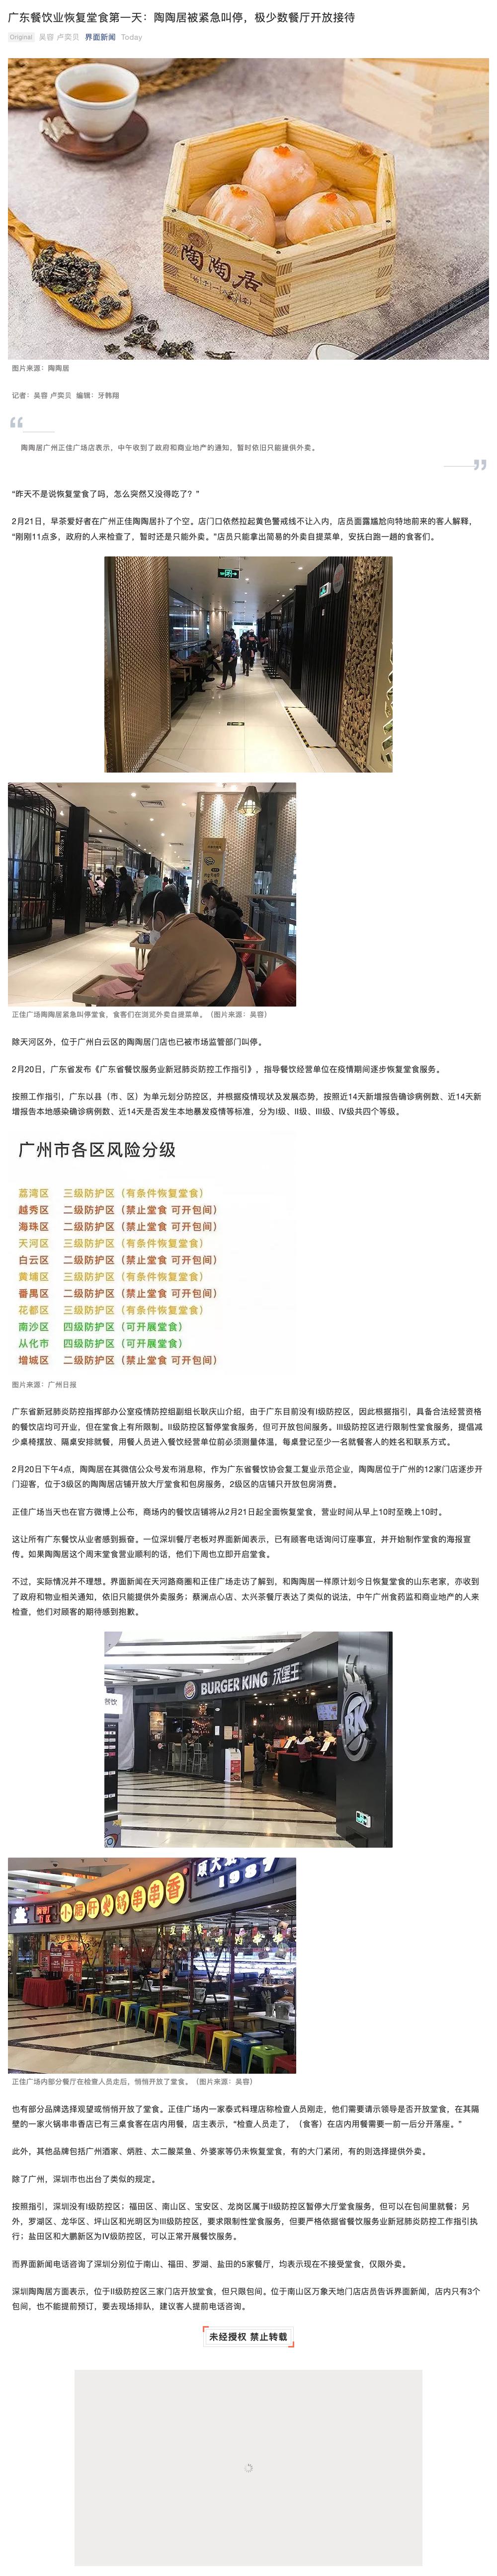 广东餐饮业恢复堂食第一天：陶陶居被紧急叫停，极少数餐厅开放接待
Original 吴容 卢奕贝 界面新闻 Today
陶陶居
图片来源：陶陶居
记者：吴容 卢奕贝 编辑：牙韩翔
陶陶居广州正佳广场店表示，中午收到了政府和商业地产的通知，暂时依旧只能提供外卖。
“昨天不是说恢复堂食了吗，怎么突然又没得吃了？”
2月21日，早茶爱好者在广州正佳陶陶居扑了个空。店门口依然拉起黄色警戒线不让入内，店员面露尴尬向特地前来的客人解释，
“刚刚11点多，政府的人来检查了，暂时还是只能外卖。”店员只能拿出简易的外卖自提菜单，安抚白跑一趟的食客们。
正佳广场陶陶居紧急叫停堂食，食客们在浏览外卖自提菜单。（图片来源：吴容）
除天河区外，位于广州白云区的陶陶居门店也已被市场监管部门叫停。
2月20日，广东省发布《广东省餐饮服务业新冠肺炎防控工作指引》，指导餐饮经营单位在疫情期间逐步恢复堂食服务。
按照工作指引，广东以县（市、区）为单元划分防控区，并根据疫情现状及发展态势，按照近14天新增报告确诊病例数、近14天新
增报告本地感染确诊病例数、近14天是否发生本地暴发疫情等标准，分为I级、II级、III级、IV级共四个等级。
广州市各区风险分级
荔湾区 三级防护区（有条件恢复堂食）
越秀区 二级防护区（禁止堂食 可开包间）
海珠区 二级防护区（禁止堂食 可开包间）
天河区 三级防护区（有条件恢复堂食）
白云区 二级防护区（禁止堂食 可开包间）
黄埔区 三级防护区（有条件恢复堂食）
番禺区 二级防护区（禁止堂食 可开包间）
花都区 三级防护区（有条件恢复堂食）
南沙区 四级防护区（可开展堂食）
从化市 四级防护区（可开展堂食）
增城区 二级防护区（禁止堂食 可开包间）
图片来源：广州日报
广东省新冠肺炎防控指挥部办公室疫情防控组副组长耿庆山介绍，由于广东目前没有I级防控区，因此根据指引，具备合法经营资格
的餐饮店均可开业，但在堂食上有所限制。II级防控区暂停堂食服务，但可开放包间服务。III级防控区进行限制性堂食服务，提倡减
少桌椅摆放、隔桌安排就餐，用餐人员进入餐饮经营单位前必须测量体温，每桌登记至少一名就餐客人的姓名和联系方式。
2月20日下午4点，陶陶居在其微信公众号发布消息称，作为广东省餐饮协会复工复业示范企业，陶陶居位于广州的12家门店逐步开
门迎客，位于3级区的陶陶居店铺开放大厅堂食和包房服务，2级区的店铺只开放包房消费。
正佳广场当天也在官方微博上公布，商场内的餐饮店铺将从2月21日起全面恢复堂食，营业时间从早上10时至晚上10时。
这让所有广东餐饮从业者感到振奋。一位深圳餐厅老板对界面新闻表示，已有顾客电话询问订座事宜，并开始制作堂食的海报宣
传。如果陶陶居这个周末堂食营业顺利的话，他们下周也立即开启堂食。
不过，实际情况并不理想。界面新闻在天河路商圈和正佳广场走访了解到，和陶陶居一样原计划今日恢复堂食的山东老家，亦收到
了政府和物业相关通知，依旧只能提供外卖服务；蔡澜点心店、太兴茶餐厅表达了类似的说法，中午广州食药监和商业地产的人来
检查，他们对顾客的期待感到抱歉。
BURGER KING 汉堡王
BK
小郡肝火锅串串香
1987
正佳广场内部分餐厅在检查人员走后，悄悄开放了堂食。（图片来源：吴容）
也有部分品牌选择观望或悄悄开放了堂食。正佳广场内一家泰式料理店称检查人员刚走，他们需要请示领导是否开放堂食，在其隔
壁的一家火锅串串香店已有三桌食客在店内用餐，店主表示，“检查人员走了，（食客）在店内用餐需要一前一后分开落座。”
此外，其他品牌包括广州酒家、炳胜、太二酸菜鱼、外婆家等仍未恢复堂食，有的大门紧闭，有的则选择提供外卖。
除了广州，深圳市也出台了类似的规定。
按照指引，深圳没有I级防控区；福田区、南山区、宝安区、龙岗区属于II级防控区暂停大厅堂食服务，但可以在包间里就餐；另
外，罗湖区、龙华区、坪山区和光明区为III级防控区，要求限制性堂食服务，但要严格依据省餐饮服务业新冠肺炎防控工作指引执
行；盐田区和大鹏新区为IV级防控区，可以正常开展餐饮服务。
而界面新闻电话咨询了深圳分别位于南山、福田、罗湖、盐田的5家餐厅，均表示现在不接受堂食，仅限外卖。
深圳陶陶居方面表示，位于II级防控区三家门店开放堂食，但只限包间。位于南山区万象天地门店店员告诉界面新闻，店内只有3个
包间，也不能提前预订，要去现场排队，建议客人提前电话咨询。
未经授权 禁止转载